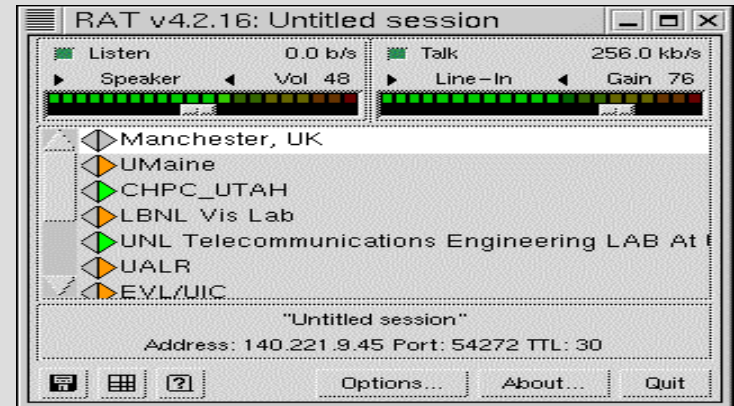 RAT v4.2.16: Untitled session
Listen 0.0 b/s Talk 256.0 kb/s
Speaker Vol 48 Line-In Gain 76
Manchester, UK
UMaine
CHPC_UTAH
LBNL Vis Lab
UNL Telecommunications Engineering LAB At
UALR
EVL/UIC
"Untitled session"
Address: 140.221.9.45 Port: 54272 TTL: 30
Options... About... Quit